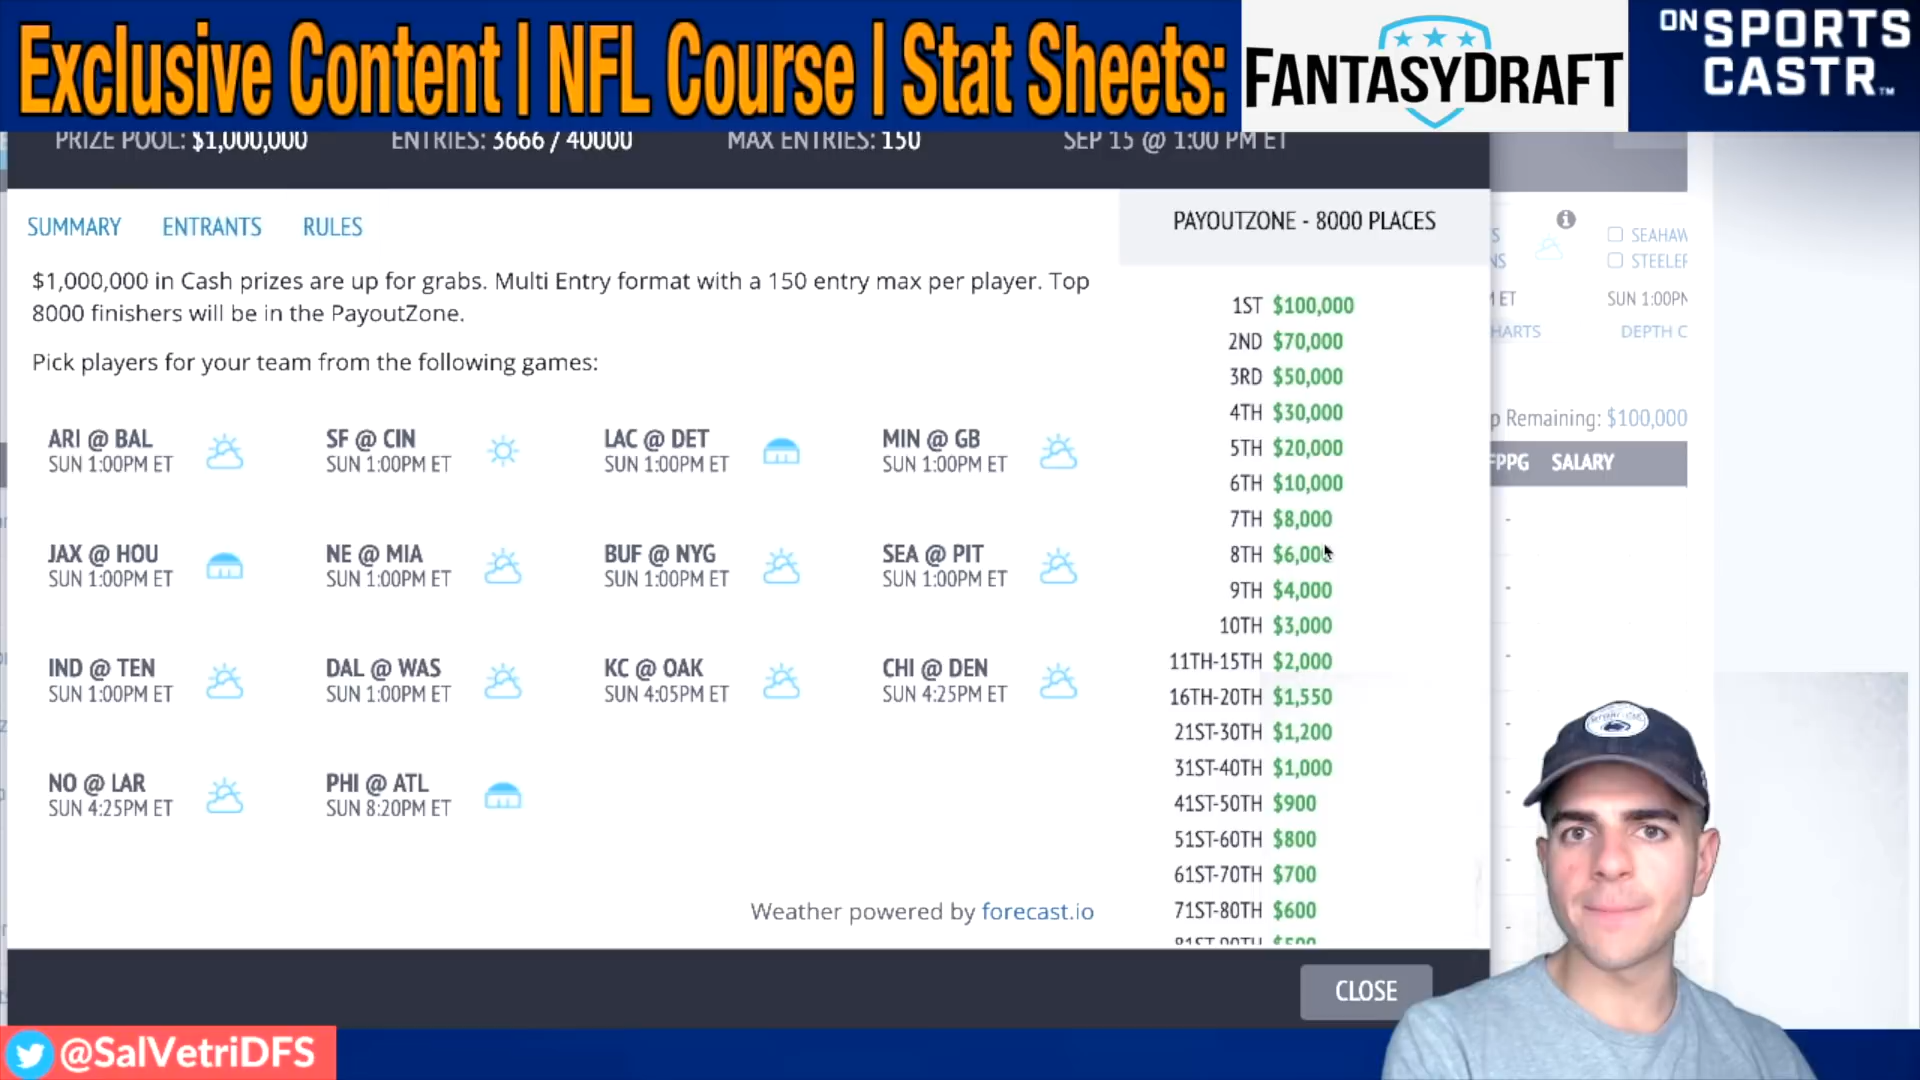 Exclusive Content | NFL Course | Stat Sheets:
FANTASYDRAFT
ON SPORTS
CASTR™
PRIZE POOL: $1,000,000
ENTRIES: 3666 / 40000
MAX ENTRIES: 150
SEP 15 @ 1:00 PM ET
SUMMARY
ENTRANTS
RULES
$1,000,000 in Cash prizes are up for grabs. Multi Entry format with a 150 entry max per player. Top
8000 finishers will be in the PayoutZone.
Pick players for your team from the following games:
ARI @ BAL
SUN 1:00PM ET
SF @ CIN
SUN 1:00PM ET
LAC @ DET
SUN 1:00PM ET
MIN @ GB
SUN 1:00PM ET
JAX @ HOU
SUN 1:00PM ET
NE @ MIA
SUN 1:00PM ET
BUF @ NYG
SUN 1:00PM ET
SEA @ PIT
SUN 1:00PM ET
IND @ TEN
SUN 1:00PM ET
DAL @ WAS
SUN 1:00PM ET
KC @ OAK
SUN 4:05PM ET
CHI @ DEN
SUN 4:25PM ET
NO @ LAR
SUN 4:25PM ET
PHI @ ATL
SUN 8:20PM ET
Weather powered by forecast.io
PAYOUTZONE - 8000 PLACES
1ST $100,000
2ND $70,000
3RD $50,000
4TH $30,000
5TH $20,000
6TH $10,000
7TH $8,000
8TH $6,000
9TH $4,000
10TH $3,000
11TH-15TH $2,000
16TH-20TH $1,550
21ST-30TH $1,200
31ST-40TH $1,000
41ST-50TH $900
51ST-60TH $800
61ST-70TH $700
71ST-80TH $600
81ST-90TH $500
SEAHAW
STEELER
ET
SUN 1:00PM
HARTS
DEPTH C
p Remaining: $100,000
FPPG SALARY
CLOSE
@SalVetriDFS